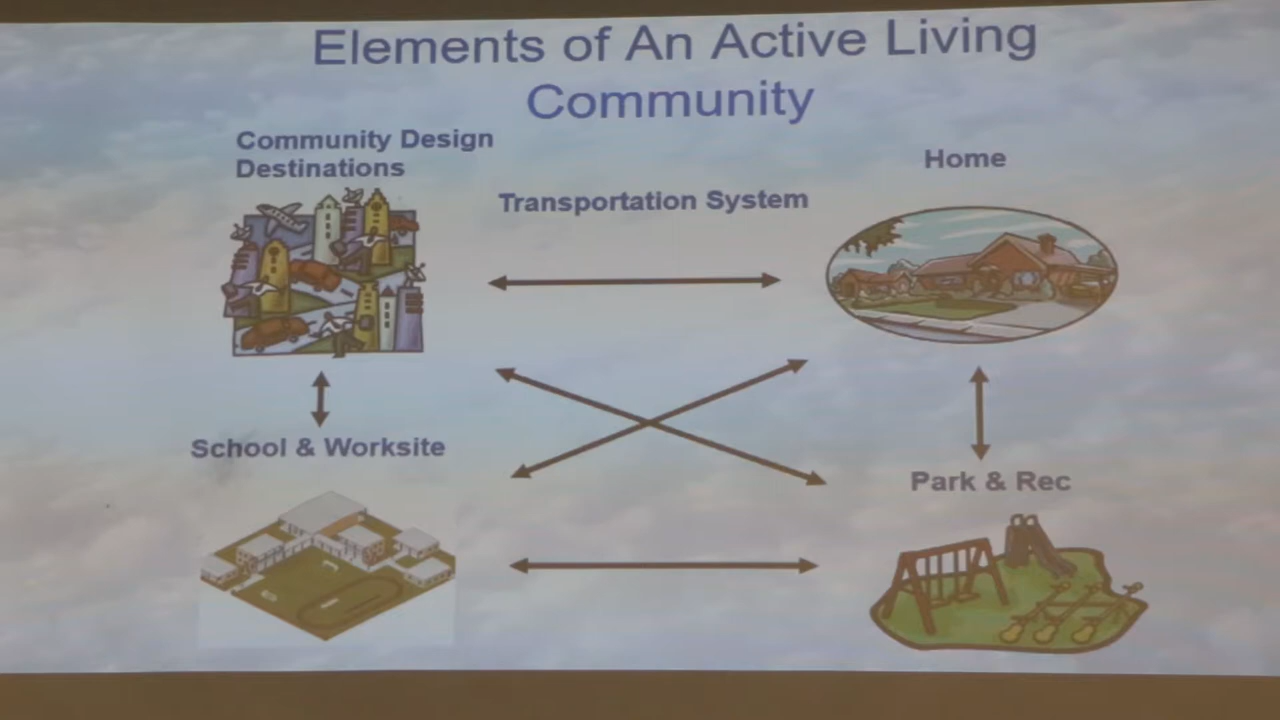 Elements of An Active Living
Community
Community Design
Destinations
Home
Transportation System
School & Worksite
Park & Rec